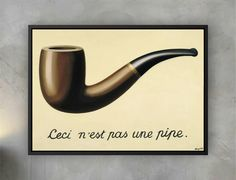 Ceci n'est pas une pipe.